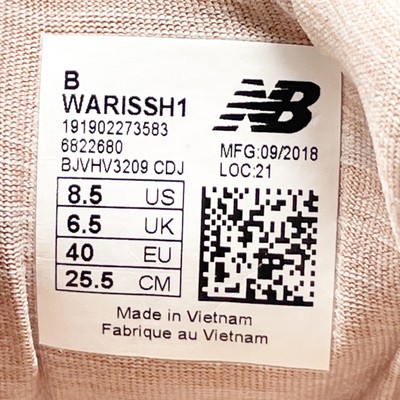 B
WARISSH1
191902273583
6822680
BJVHV3209 CDJ
NB
MFG:09/2018
LOC:21
8.5 US
6.5 UK
40 EU
25.5 CM
Made in Vietnam
Fabrique au Vietnam